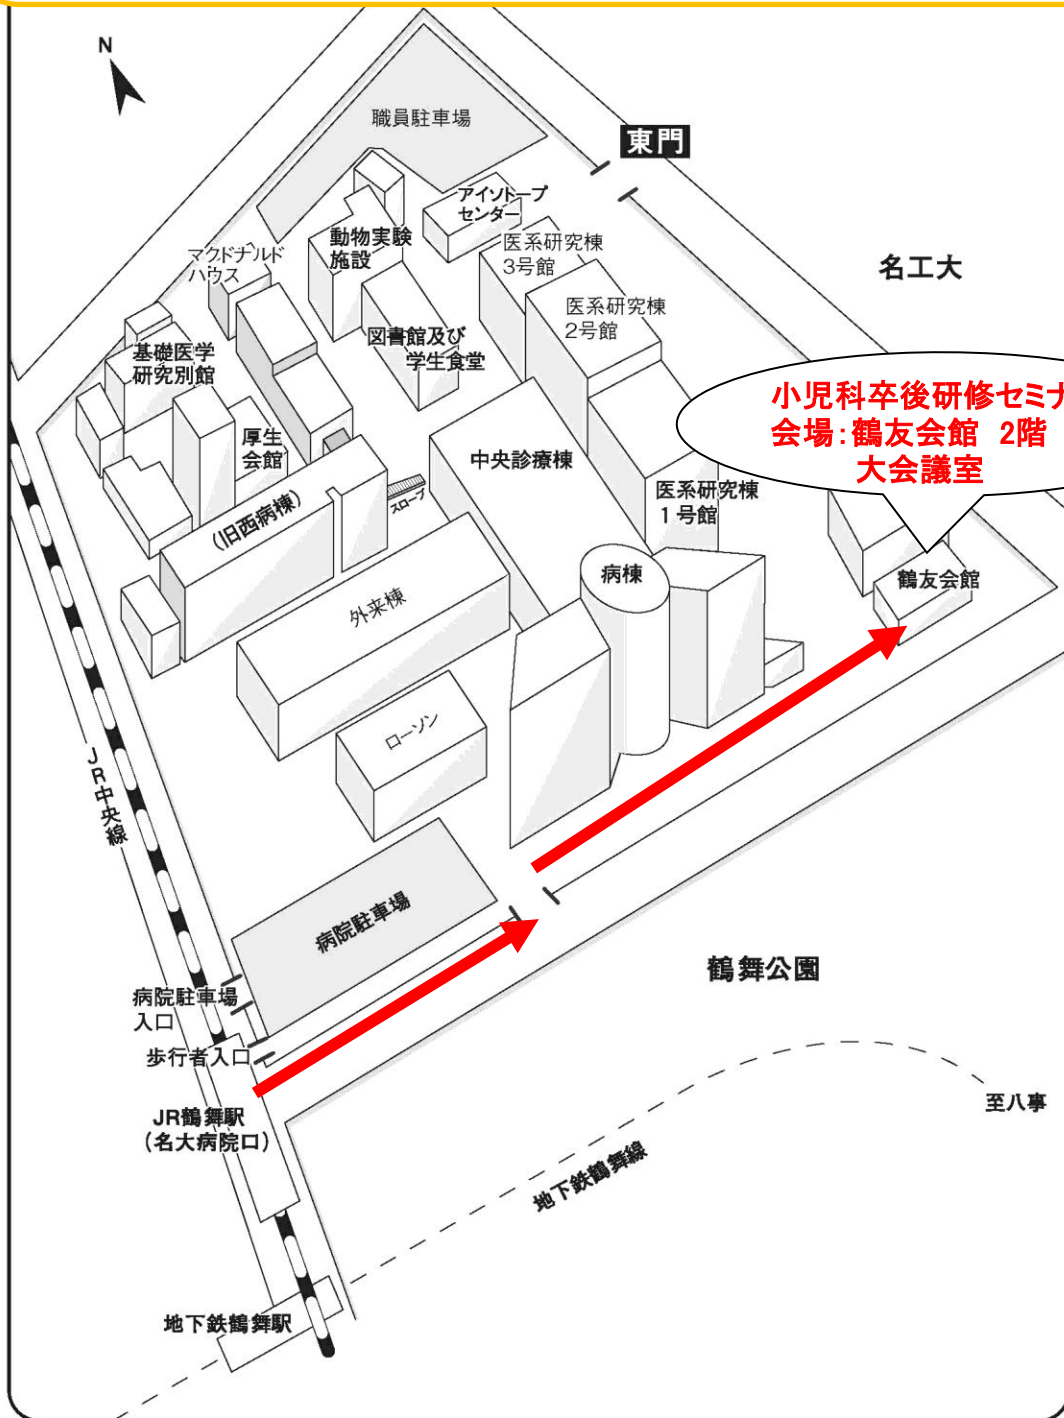 N
職員駐車場
東門
アイソトープ
センター
動物実験
施設
医系研究棟
3号館
マクドナルド
ハウス
名工大
医系研究棟
2号館
図書館及び
学生食堂
基礎医学
研究別館
小児科卒後研修セミナ
会場:鶴友会館 2階
大会議室
厚生
会館
中央診療棟
医系研究棟
1号館
スロープ
(旧西病棟)
病棟
鶴友会館
外来棟
ローソン
JR中央線
病院駐車場
鶴舞公園
病院駐車場
入口
歩行者入口
至八事
JR鶴舞駅
(名大病院口)
地下鉄鶴舞線
地下鉄鶴舞駅